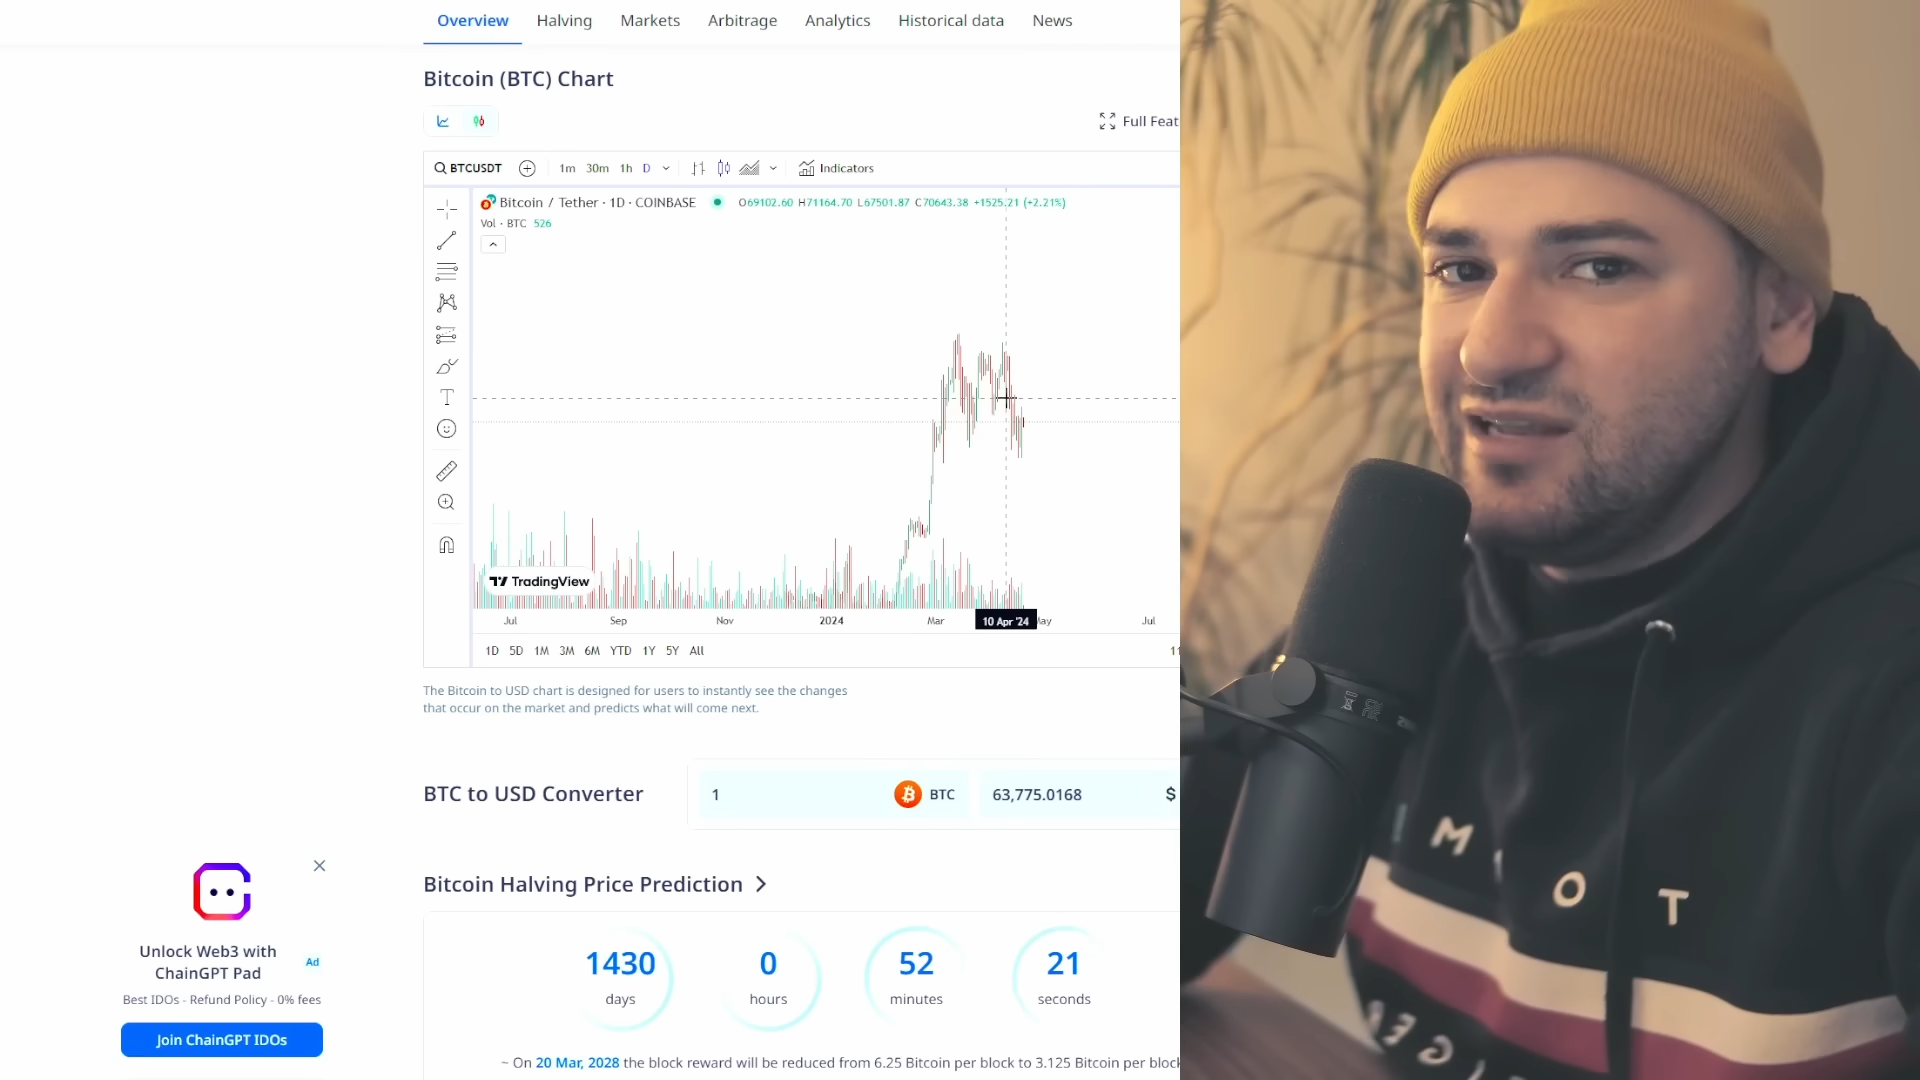 Overview Halving Markets Arbitrage Analytics Historical data News
Bitcoin (BTC) Chart
Full Feat
BTCUSDT 1m 30m 1h D Indicators
Bitcoin / Tether · 1D · COINBASE O69102.60 H71164.70 L67501.87 C70643.38 +1525.21 (+2.21%)
Vol · BTC 526
TradingView
Jul Sep Nov 2024 Mar 10 Apr '24 May Jul
1D 5D 1M 3M 6M YTD 1Y 5Y All 11
The Bitcoin to USD chart is designed for users to instantly see the changes
that occur on the market and predicts what will come next.
BTC to USD Converter 1 BTC 63,775.0168 $
Bitcoin Halving Price Prediction
1430 0 52 21
days hours minutes seconds
~ On 20 Mar, 2028 the block reward will be reduced from 6.25 Bitcoin per block to 3.125 Bitcoin per block
Unlock Web3 with
ChainGPT Pad
Ad
Best IDOs - Refund Policy - 0% fees
Join ChainGPT IDOs
M O T